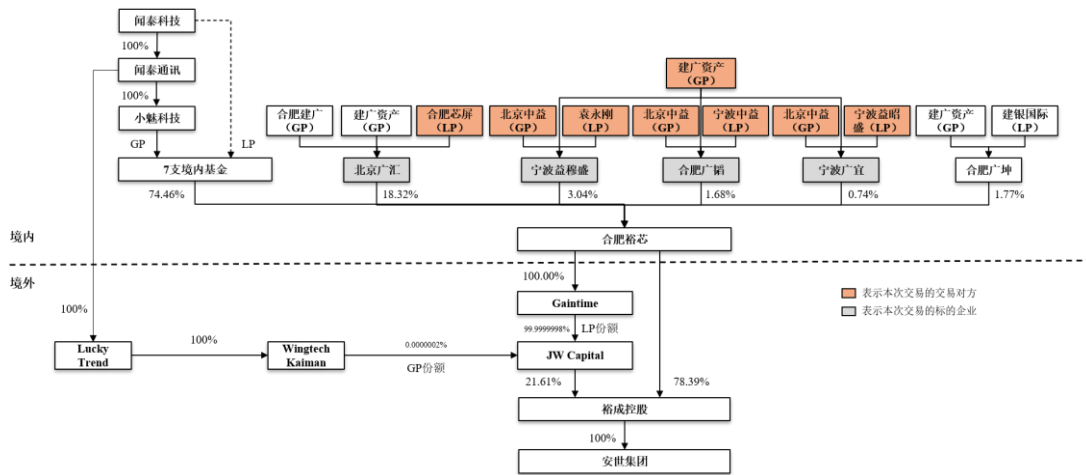 闻泰科技
100%
闻泰通讯
100%
小魅科技
GP
LP
7支境内基金
74.46%
建广资产
（GP）
合肥建广
（GP）
建广资产
（GP）
合肥芯屏
（LP）
北京中益
（GP）
袁永刚
（LP）
北京中益
（GP）
宁波中益
（LP）
北京中益
（GP）
宁波益昭
盛（LP）
建广资产
（GP）
建银国际
（LP）
北京广汇
宁波益穆盛
合肥广韬
宁波广宜
合肥广坤
18.32%
3.04%
1.68%
0.74%
1.77%
合肥裕芯
境内
境外
100.00%
Gaintime
表示本次交易的交易对方
表示本次交易的标的企业
99.9999998%
LP份额
100%
Lucky
Trend
100%
Wingtech
Kaiman
0.0000002%
GP份额
JW Capital
21.61%
78.39%
裕成控股
100%
安世集团